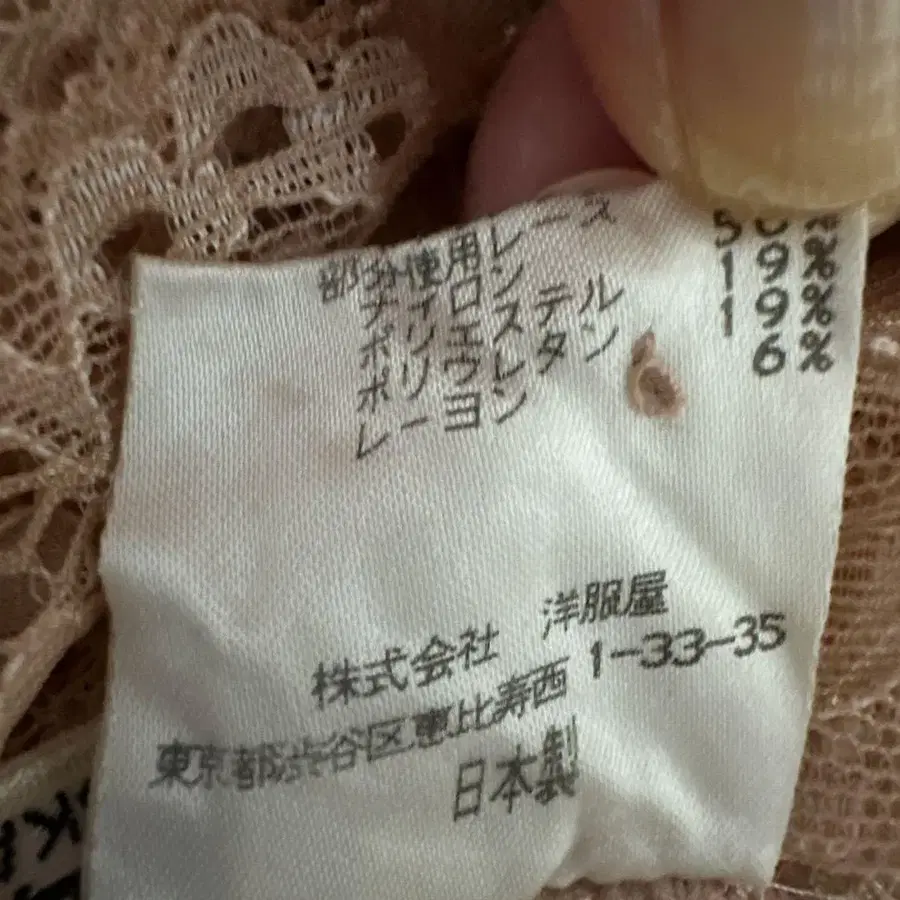 部分使用レース
ナイロン
ポリエステル 19%
ポリウレタン 19%
レーヨン 6%
株式会社 洋服屋
東京都渋谷区恵比寿西 1-33-35
日本製